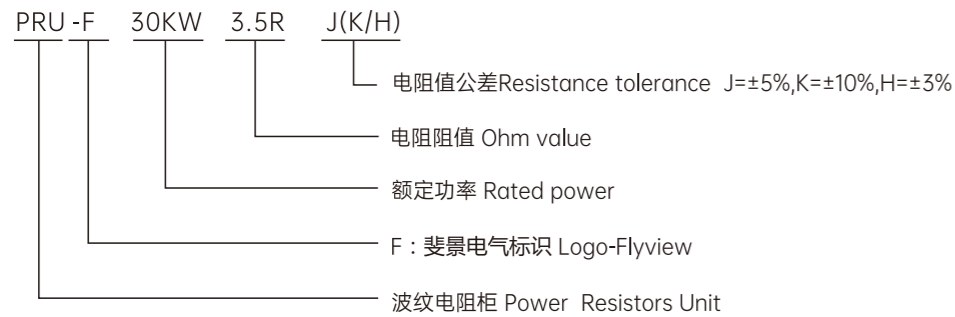 PRU -F 30KW 3.5R J(K/H)
电阻值公差Resistance tolerance J=±5%,K=±10%,H=±3%
电阻阻值 Ohm value
额定功率 Rated power
F：斐景电气标识 Logo-Flyview
波纹电阻柜 Power Resistors Unit